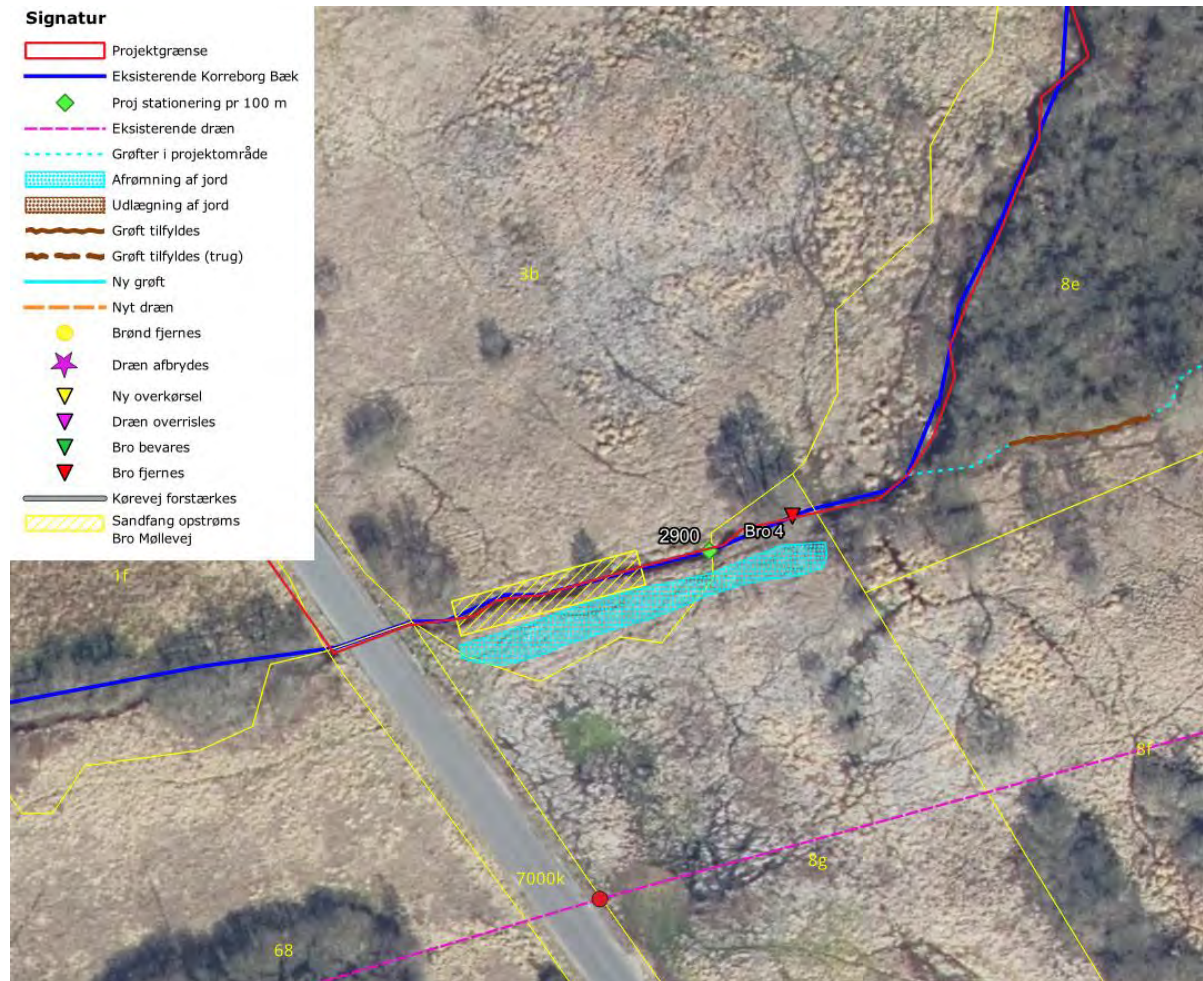 Signatur
Projektgrænse
Eksisterende Korreborg Bæk
Proj stationering pr 100 m
Eksisterende dræn
Grøfter i projektområde
Afrømning af jord
Udlægning af jord
Grøft tilfyldes
Grøft tilfyldes (trug)
Ny grøft
Nyt dræn
Brønd fjernes
Dræn afbrydes
Ny overkørsel
Dræn overrisles
Bro bevares
Bro fjernes
Kørevej forstærkes
Sandfang opstrøms
Bro Møllevej
3b
8e
2900
Bro 4
1f
8f
8g
7000k
68